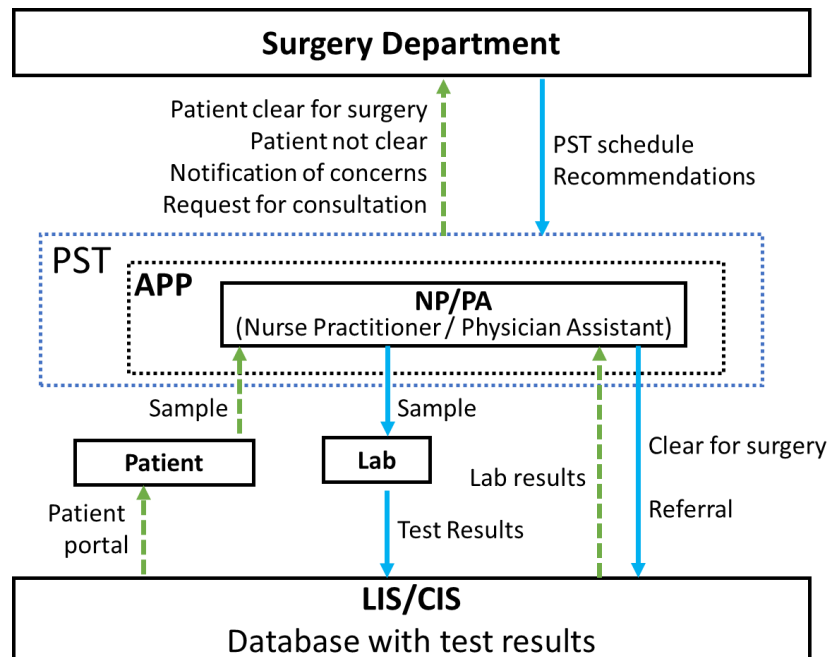 Surgery Department
Patient clear for surgery
Patient not clear
Notification of concerns
Request for consultation
PST schedule
Recommendations
PST
APP
NP/PA
(Nurse Practitioner / Physician Assistant)
Sample
Sample
Patient
Lab
Clear for surgery
Lab results
Referral
Patient
portal
Test Results
LIS/CIS
Database with test results